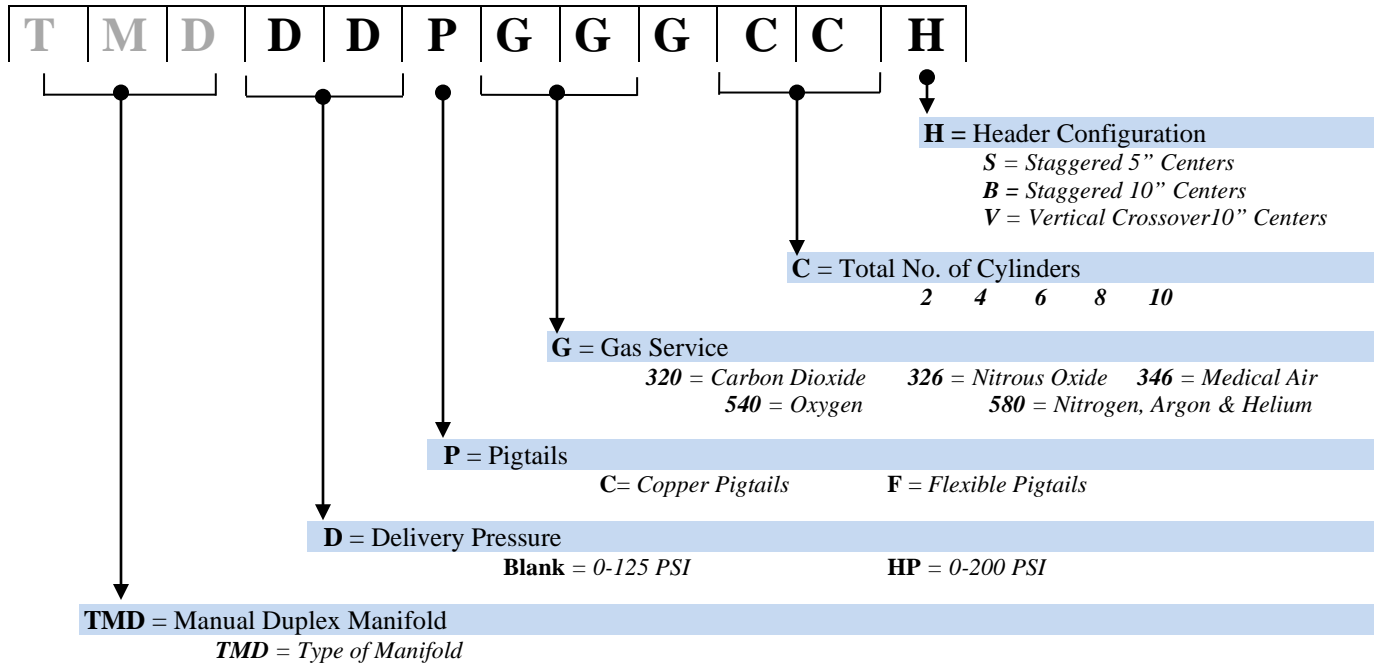 T M D D D P G G G C C H
H = Header Configuration
S = Staggered 5” Centers
B = Staggered 10” Centers
V = Vertical Crossover10” Centers
C = Total No. of Cylinders
2 4 6 8 10
G = Gas Service
320 = Carbon Dioxide 326 = Nitrous Oxide 346 = Medical Air
540 = Oxygen 580 = Nitrogen, Argon & Helium
P = Pigtails
C= Copper Pigtails F = Flexible Pigtails
D = Delivery Pressure
Blank = 0-125 PSI HP = 0-200 PSI
TMD = Manual Duplex Manifold
TMD = Type of Manifold